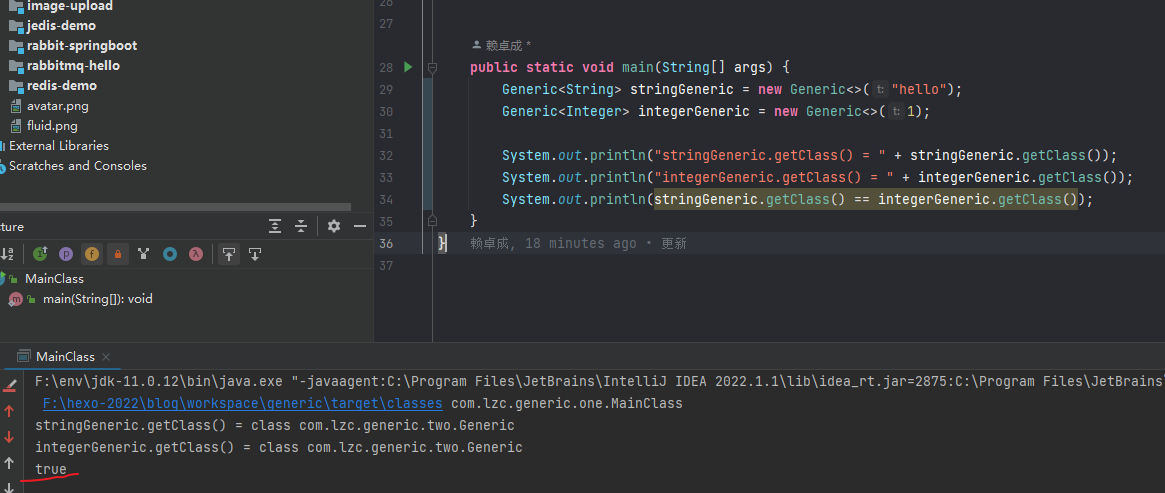 image-upload
jedis-demo
rabbit-springboot
rabbitmq-hello
redis-demo
avatar.png
fluid.png
External Libraries
Scratches and Consoles
ture
MainClass
main(String[]): void
26
27
赖卓成 *
28 public static void main(String[] args) {
29 Generic<String> stringGeneric = new Generic<>( t: "hello");
30 Generic<Integer> integerGeneric = new Generic<>( t: 1);
31
32 System.out.println("stringGeneric.getClass() = " + stringGeneric.getClass());
33 System.out.println("integerGeneric.getClass() = " + integerGeneric.getClass());
34 System.out.println(stringGeneric.getClass() == integerGeneric.getClass());
35 }
36 } 赖卓成, 18 minutes ago • 更新
37
MainClass ×
F:\env\jdk-11.0.12\bin\java.exe "-javaagent:C:\Program Files\JetBrains\IntelliJ IDEA 2022.1.1\lib\idea_rt.jar=2875:C:\Program Files\JetBrains\
F:\hexo-2022\blog\workspace\generic\target\classes com.lzc.generic.one.MainClass
stringGeneric.getClass() = class com.lzc.generic.two.Generic
integerGeneric.getClass() = class com.lzc.generic.two.Generic
true